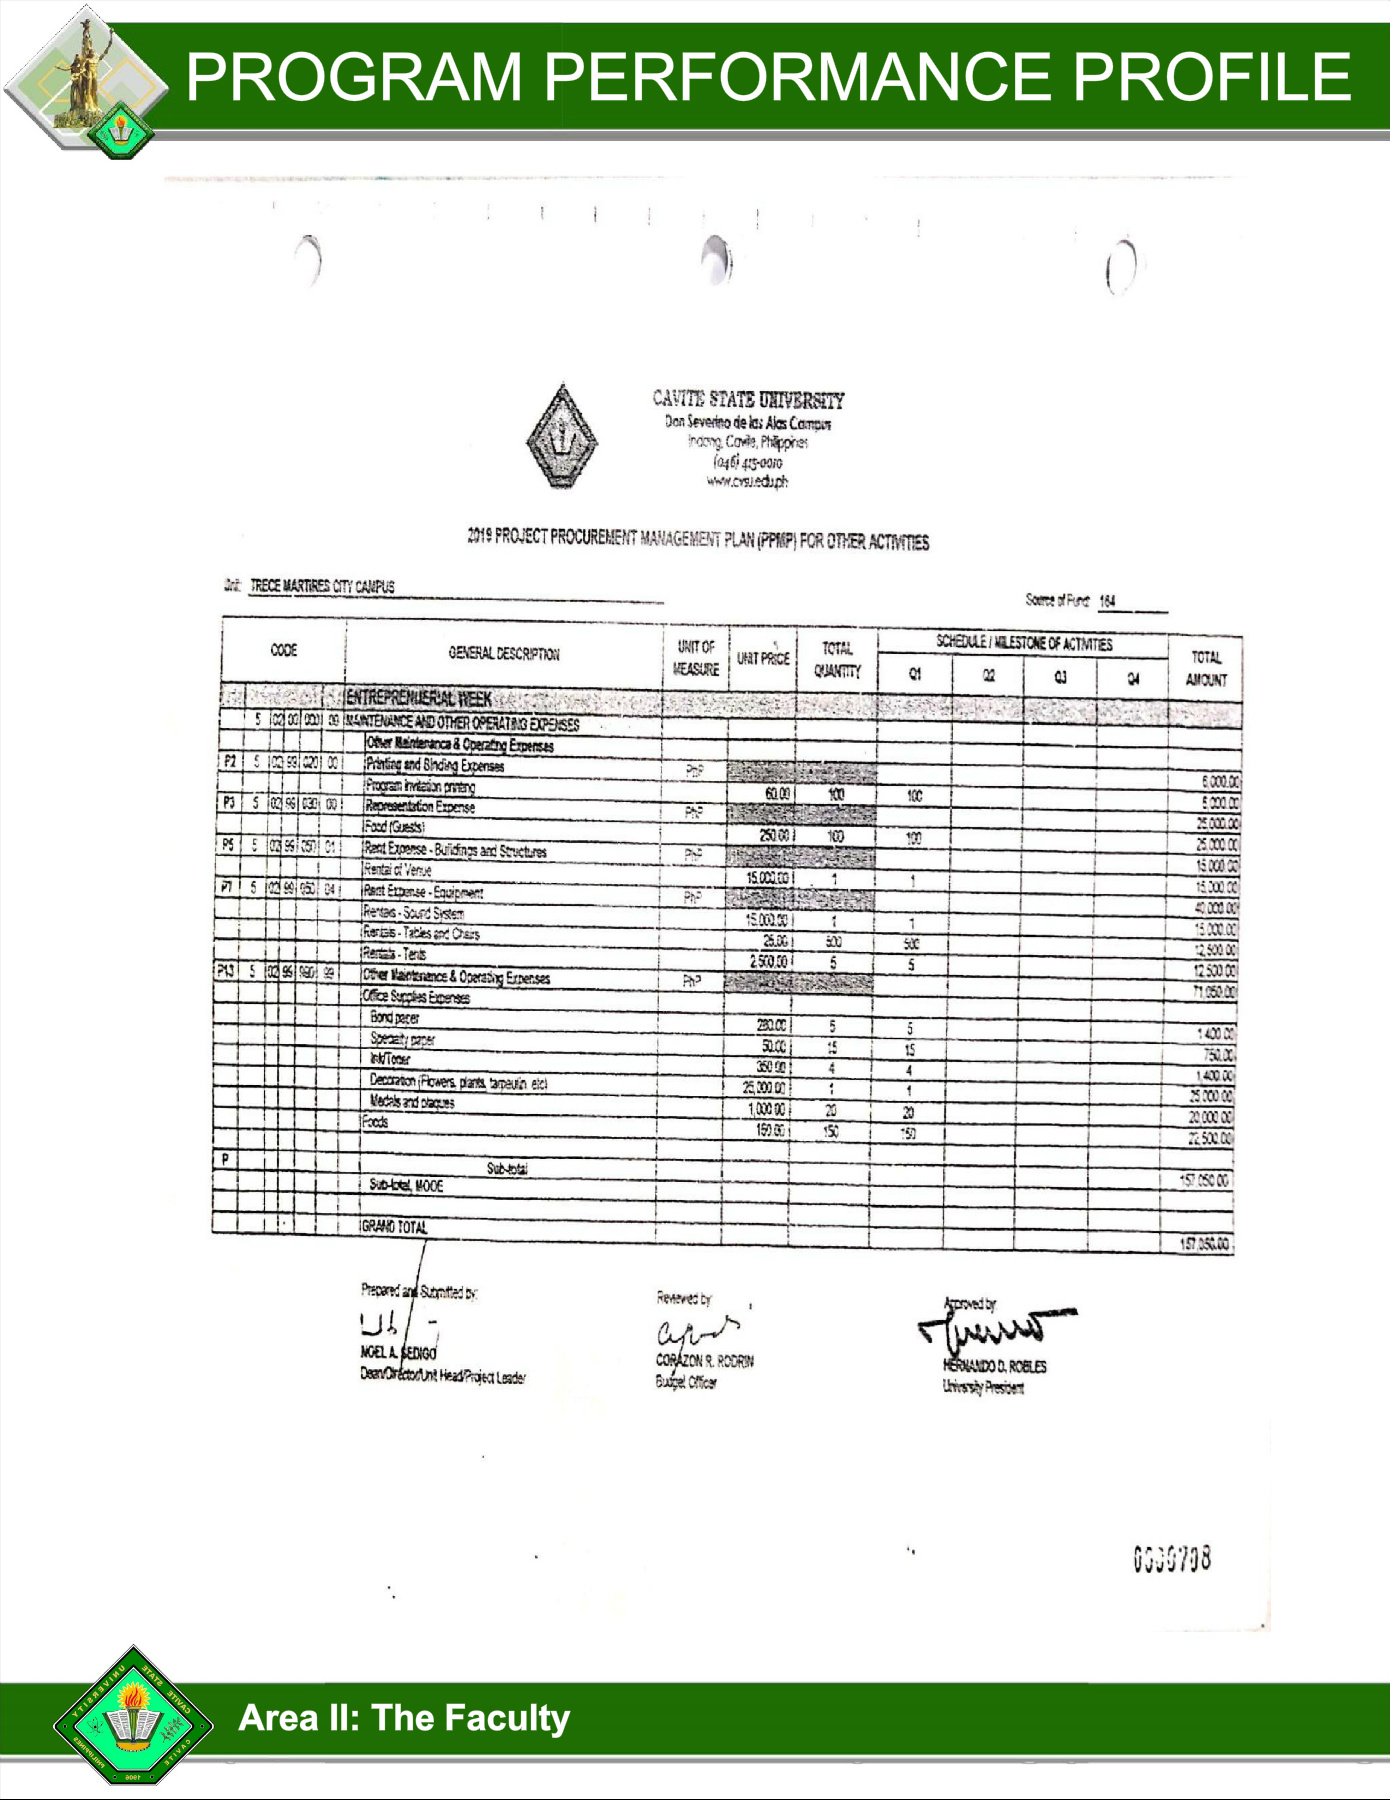 PROGRAM PERFORMANCE PROFILE
CAVITE STATE UNIVERSITY
Don Severino de las Alas Campus
Indang, Cavite, Philippines
(046) 415-0010
www.cvsu.edu.ph
2019 PROJECT PROCUREMENT MANAGEMENT PLAN (PPMP) FOR OTHER ACTIVITIES
Unit: TRECE MARTIRES CITY CAMPUS
Source of Fund: 164
CODE GENERAL DESCRIPTION UNIT OF MEASURE UNIT PRICE TOTAL QUANTITY SCHEDULE / MILESTONE OF ACTIVITIES TOTAL AMOUNT
Q1 Q2 Q3 Q4
ENTREPRENUERIAL WEEK
5 02 00 000 00 MAINTENANCE AND OTHER OPERATING EXPENSES
Other Maintenance & Operating Expenses
P2 5 02 99 020 00 Printing and Binding Expenses PhP 6,000.00
Program invitation printing 60.00 100 100
P3 5 02 99 030 00 Representation Expense PhP 25,000.00
Food (Guests) 250.00 100 100 25,000.00
P5 5 02 99 050 01 Rent Expense - Buildings and Structures PhP 15,000.00
Rental of Venue 15,000.00 1 1 15,000.00
P7 5 02 99 050 04 Rent Expense - Equipment PhP 40,000.00
Rentals - Sound System 15,000.00 1 1 15,000.00
Rentals - Tables and Chairs 25.00 500 500 12,500.00
Rentals - Tents 2,500.00 5 5 12,500.00
P13 5 02 99 990 99 Other Maintenance & Operating Expenses PhP 71,050.00
Office Supplies Expenses
Bond paper 280.00 5 5 1,400.00
Specialty paper 50.00 15 15 750.00
Ink/Toner 350.00 4 4 1,400.00
Decoration (Flowers, plants, tarpaulin, etc) 25,000.00 1 1 25,000.00
Medals and plaques 1,000.00 20 20 20,000.00
Foods 150.00 150 150 22,500.00
P
Sub-total
Sub-total, MOOE 157,050.00
GRAND TOTAL 157,050.00
Prepared and Submitted by: Reviewed by Approved by
NOEL A. SEDIGO CORAZON R. RODRIN HERNANDO D. ROBLES
Dean/Director/Unit Head/Project Leader Budget Officer University President
Area II: The Faculty
CAVITE STATE UNIVERSITY
CAVITE PHILIPPINES
1906